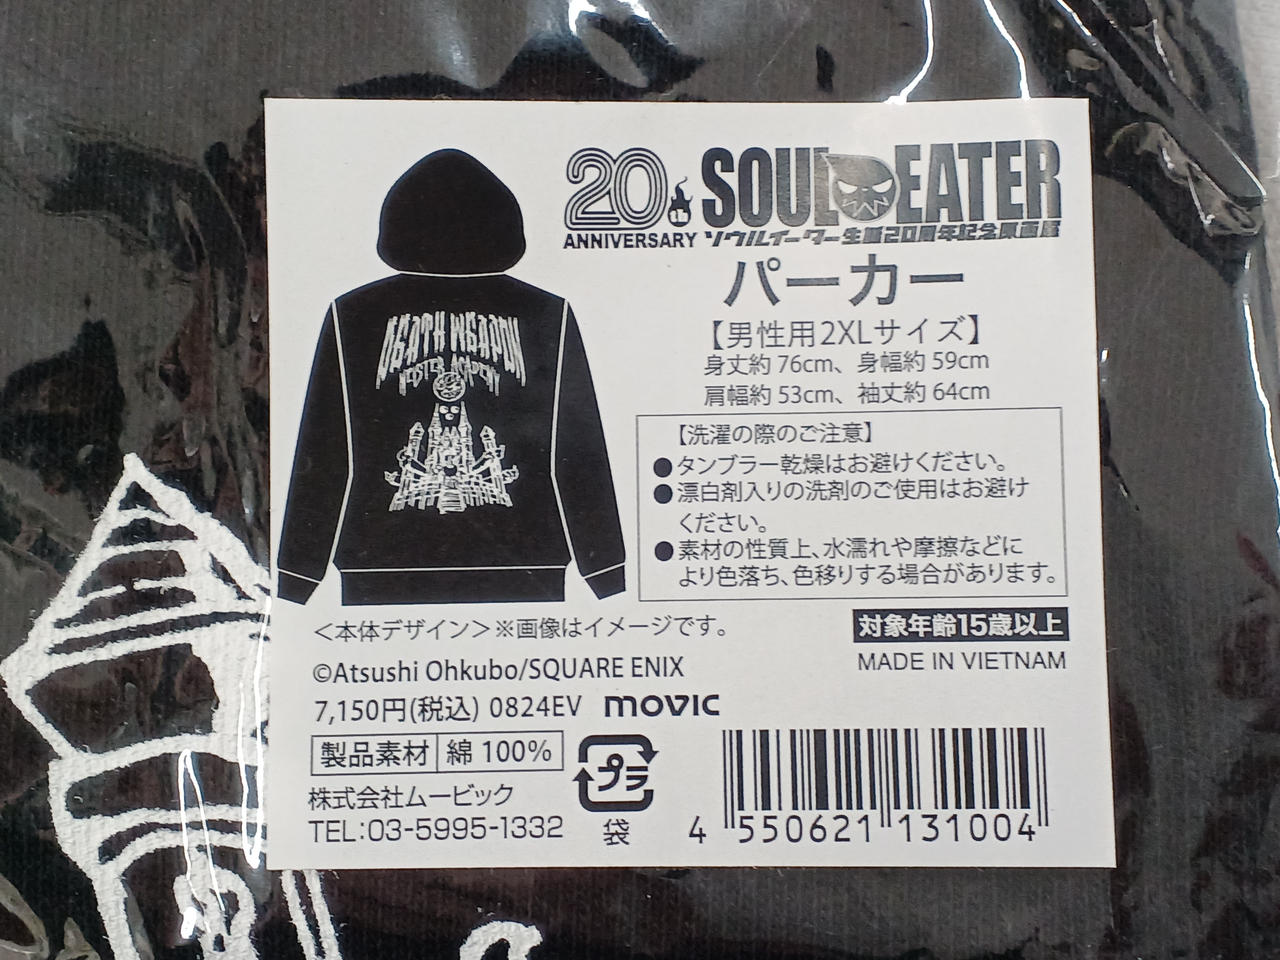 20th
ANNIVERSARY
SOUL EATER
ソウルイーター生誕20周年記念原画展
パーカー
【男性用2XLサイズ】
身丈約76cm、身幅約59cm
肩幅約53cm、袖丈約64cm
DEATH WEAPON
MEISTER ACADEMY
【洗濯の際のご注意】
●タンブラー乾燥はお避けください。
●漂白剤入りの洗剤のご使用はお避け
ください。
●素材の性質上、水濡れや摩擦などに
より色落ち、色移りする場合があります。
<本体デザイン>※画像はイメージです。
対象年齢15歳以上
©Atsushi Ohkubo/SQUARE ENIX
MADE IN VIETNAM
7,150円(税込) 0824EV movic
製品素材 綿 100%
プラ
袋
株式会社ムービック
TEL:03-5995-1332
4 550621 131004